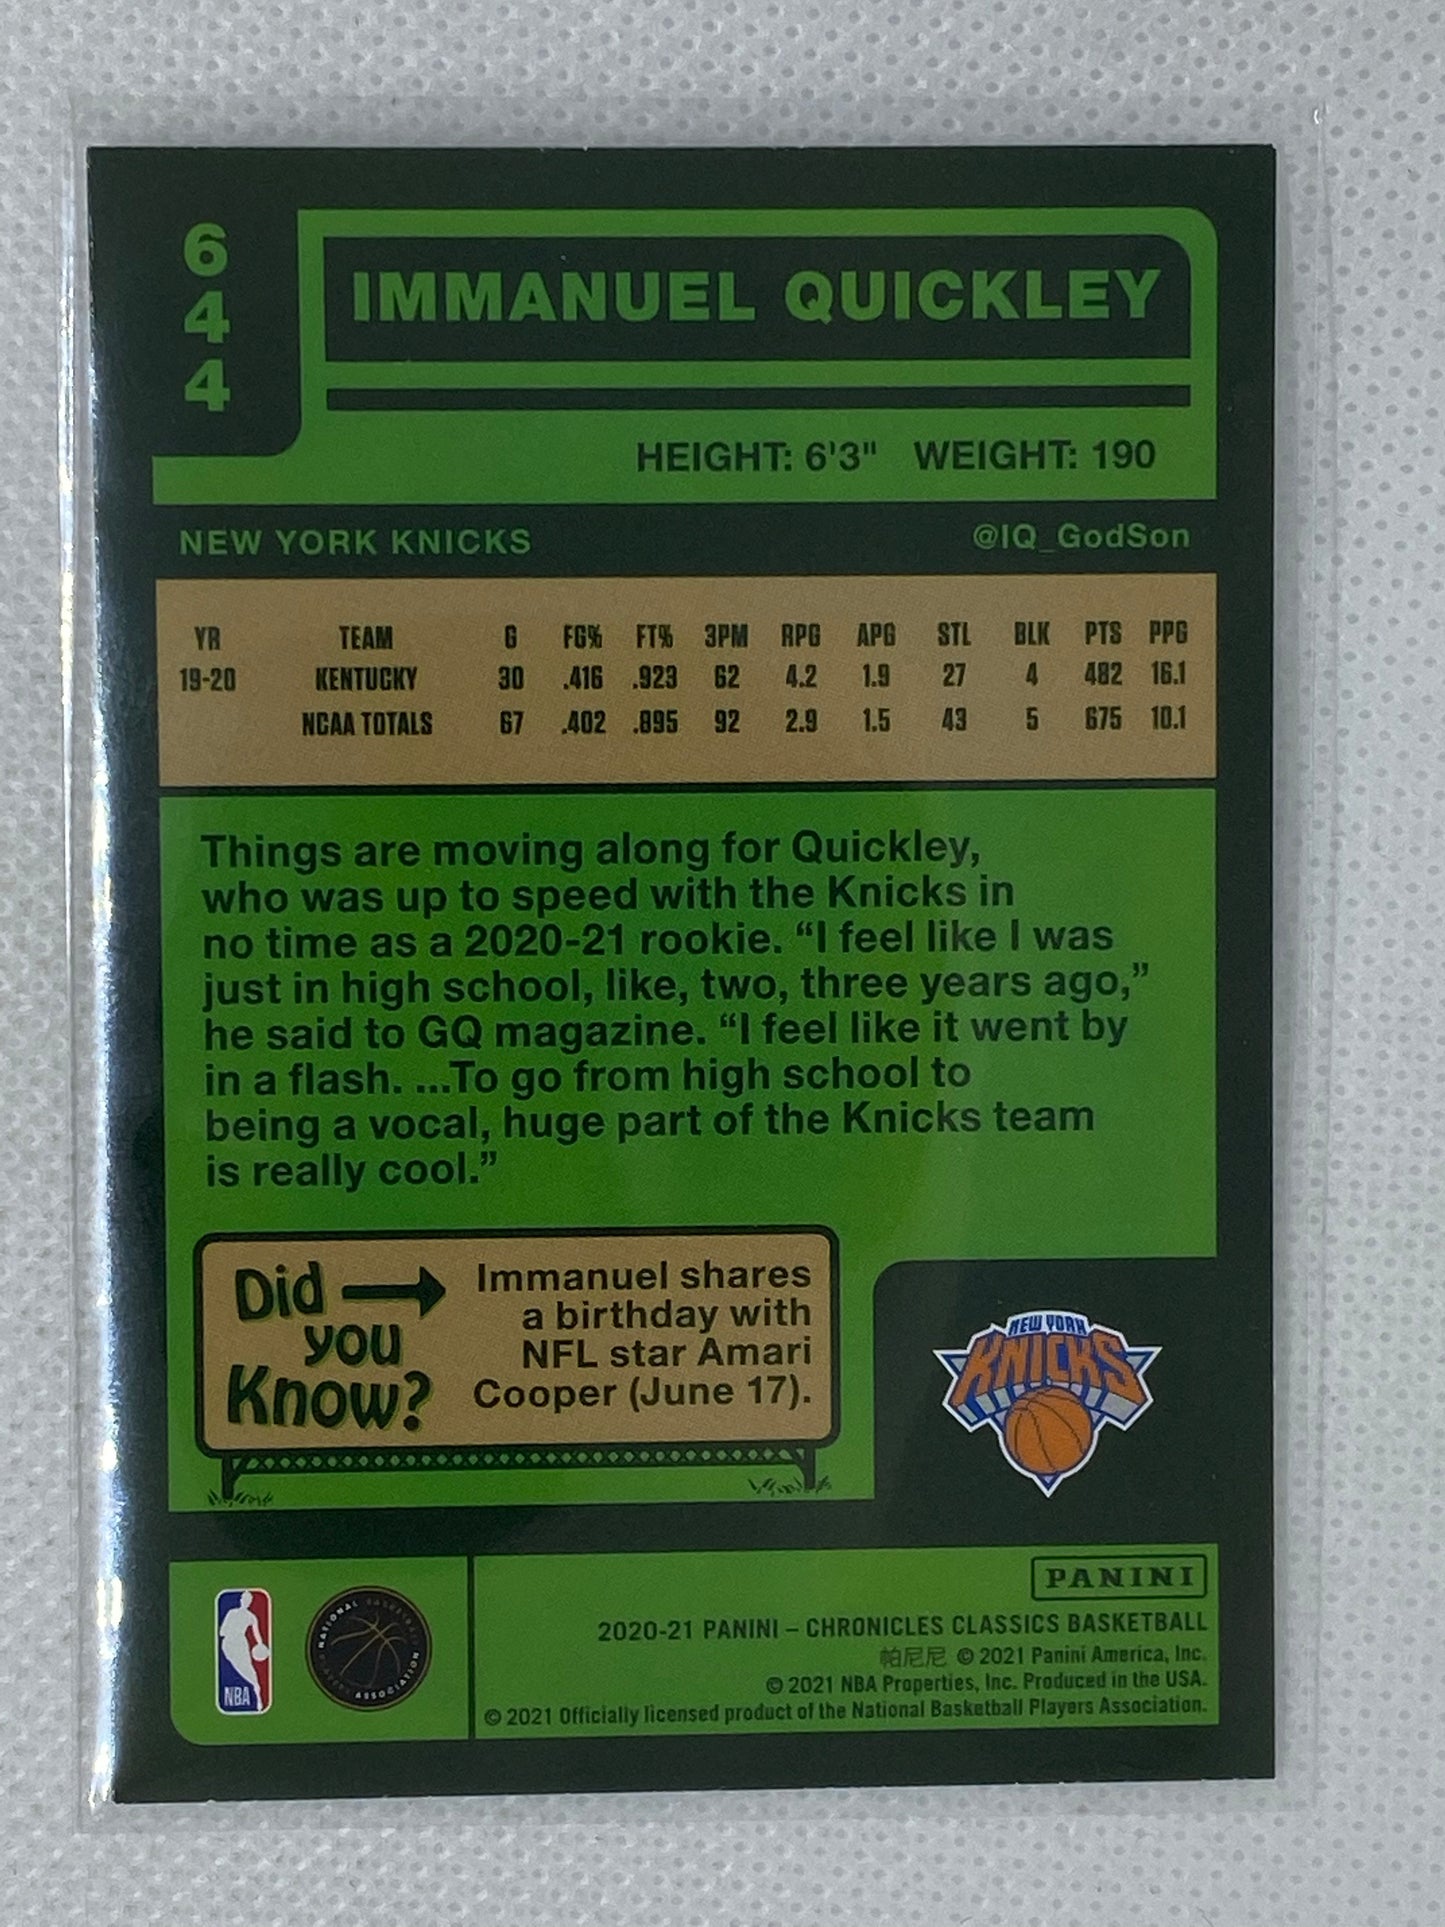 644
IMMANUEL QUICKLEY
HEIGHT: 6'3" WEIGHT: 190
NEW YORK KNICKS @IQ_GodSon
YR TEAM G FG% FT% 3PM RPG APG STL BLK PTS PPG
19-20 KENTUCKY 30 .416 .923 62 4.2 1.9 27 4 482 16.1
NCAA TOTALS 67 .402 .895 92 2.9 1.5 43 5 675 10.1
Things are moving along for Quickley,
who was up to speed with the Knicks in
no time as a 2020-21 rookie. “I feel like I was
just in high school, like, two, three years ago,”
he said to GQ magazine. “I feel like it went by
in a flash. ...To go from high school to
being a vocal, huge part of the Knicks team
is really cool.”
Did
you
Know?
Immanuel shares
a birthday with
NFL star Amari
Cooper (June 17).
NEW YORK
KNICKS
NBA
NATIONAL BASKETBALL PLAYERS ASSOCIATION
PANINI
2020-21 PANINI – CHRONICLES CLASSICS BASKETBALL
帕尼尼 © 2021 Panini America, Inc.
© 2021 NBA Properties, Inc. Produced in the USA.
© 2021 Officially licensed product of the National Basketball Players Association.